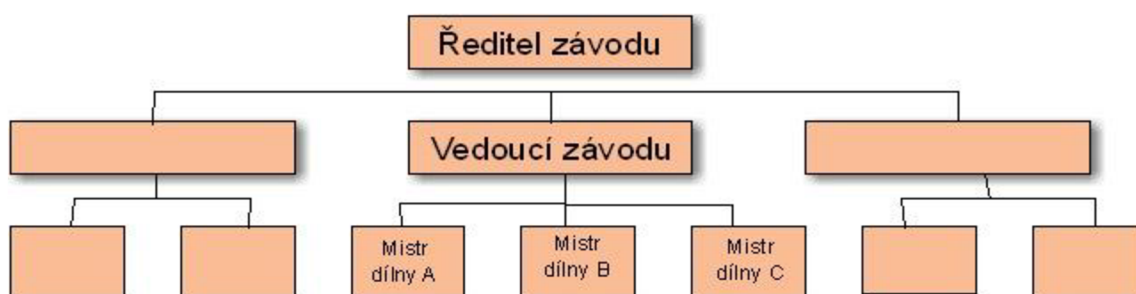 Ředitel závodu
Vedoucí závodu
Mistr
dílny A
Mistr
dílny B
Mistr
dílny C